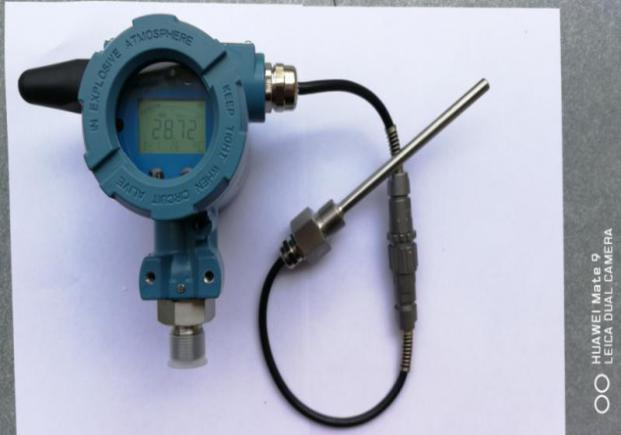 IN EXPLOSIVE ATMOSPHERE
KEEP TIGHT WHEN CIRCUIT ALIVE
28.72
HUAWEI Mate 9
LEICA DUAL CAMERA